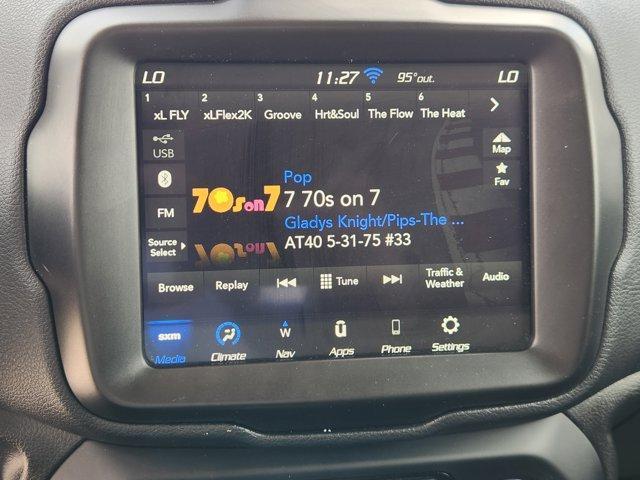 LO 11:27 95°out. LO
1 2 3 4 5 6
xL FLY xLFlex2K Groove Hrt&Soul The Flow The Heat
USB
Map
Pop
70s on 7
7 70s on 7
Fav
FM
Gladys Knight/Pips-The ...
Source Select
AT40 5-31-75 #33
Browse Replay Tune Traffic & Weather Audio
sxm W ū
Media Climate Nav Apps Phone Settings